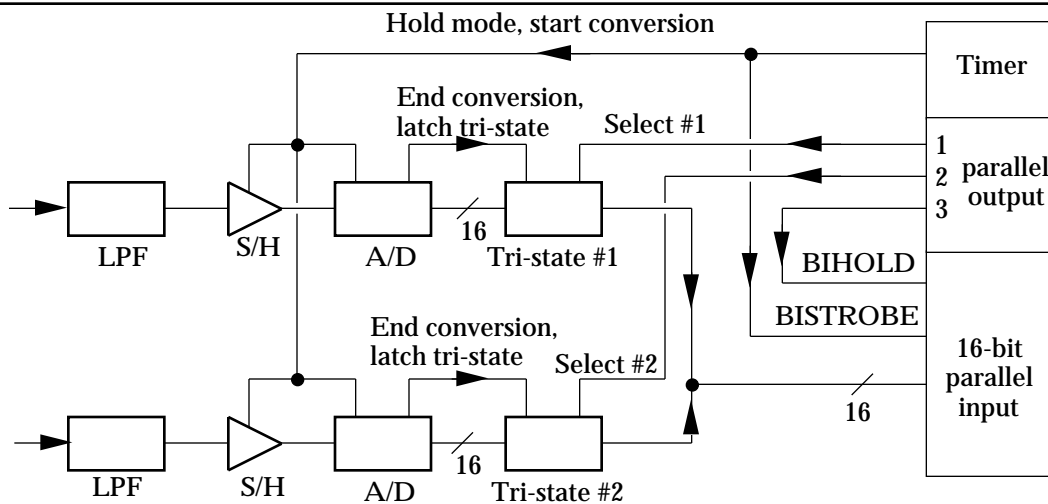 Hold mode, start conversion
Timer
End conversion,
latch tri-state
Select #1
1
2
3
parallel
output
16
LPF
S/H
A/D
Tri-state #1
BIHOLD
BISTROBE
End conversion,
latch tri-state
Select #2
16-bit
parallel
input
16
16
LPF
S/H
A/D
Tri-state #2